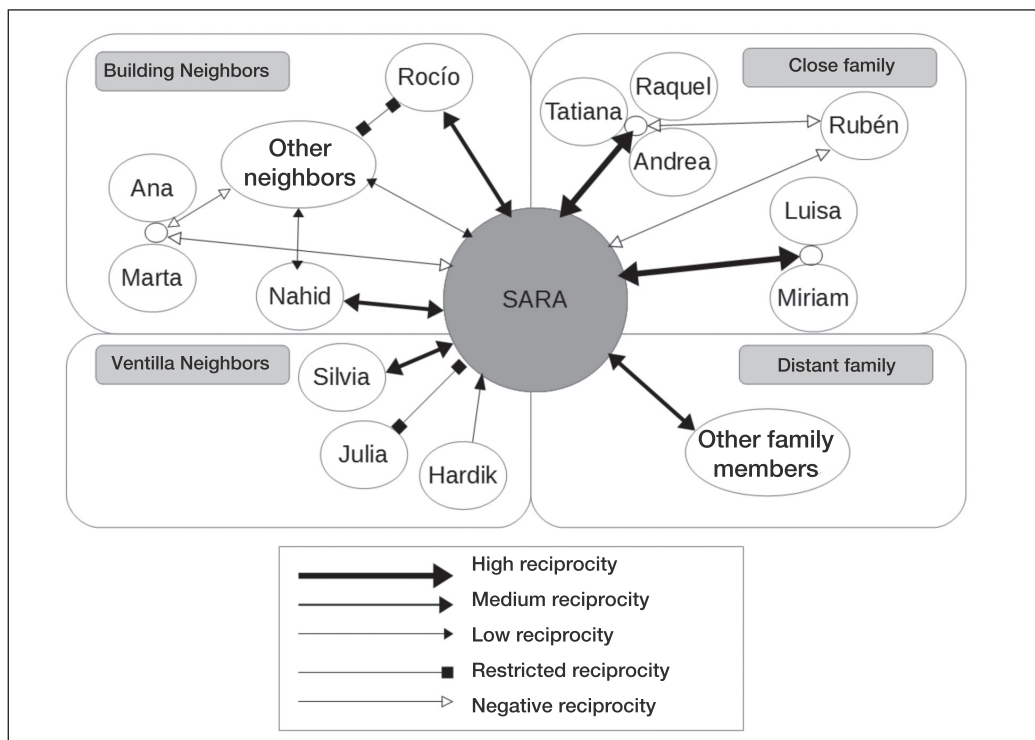 Building Neighbors
Rocío
Other
neighbors
Ana
Marta
Nahid
Close family
Raquel
Tatiana
Andrea
Rubén
Luisa
Miriam
SARA
Ventilla Neighbors
Silvia
Julia
Hardik
Distant family
Other family
members
High reciprocity
Medium reciprocity
Low reciprocity
Restricted reciprocity
Negative reciprocity